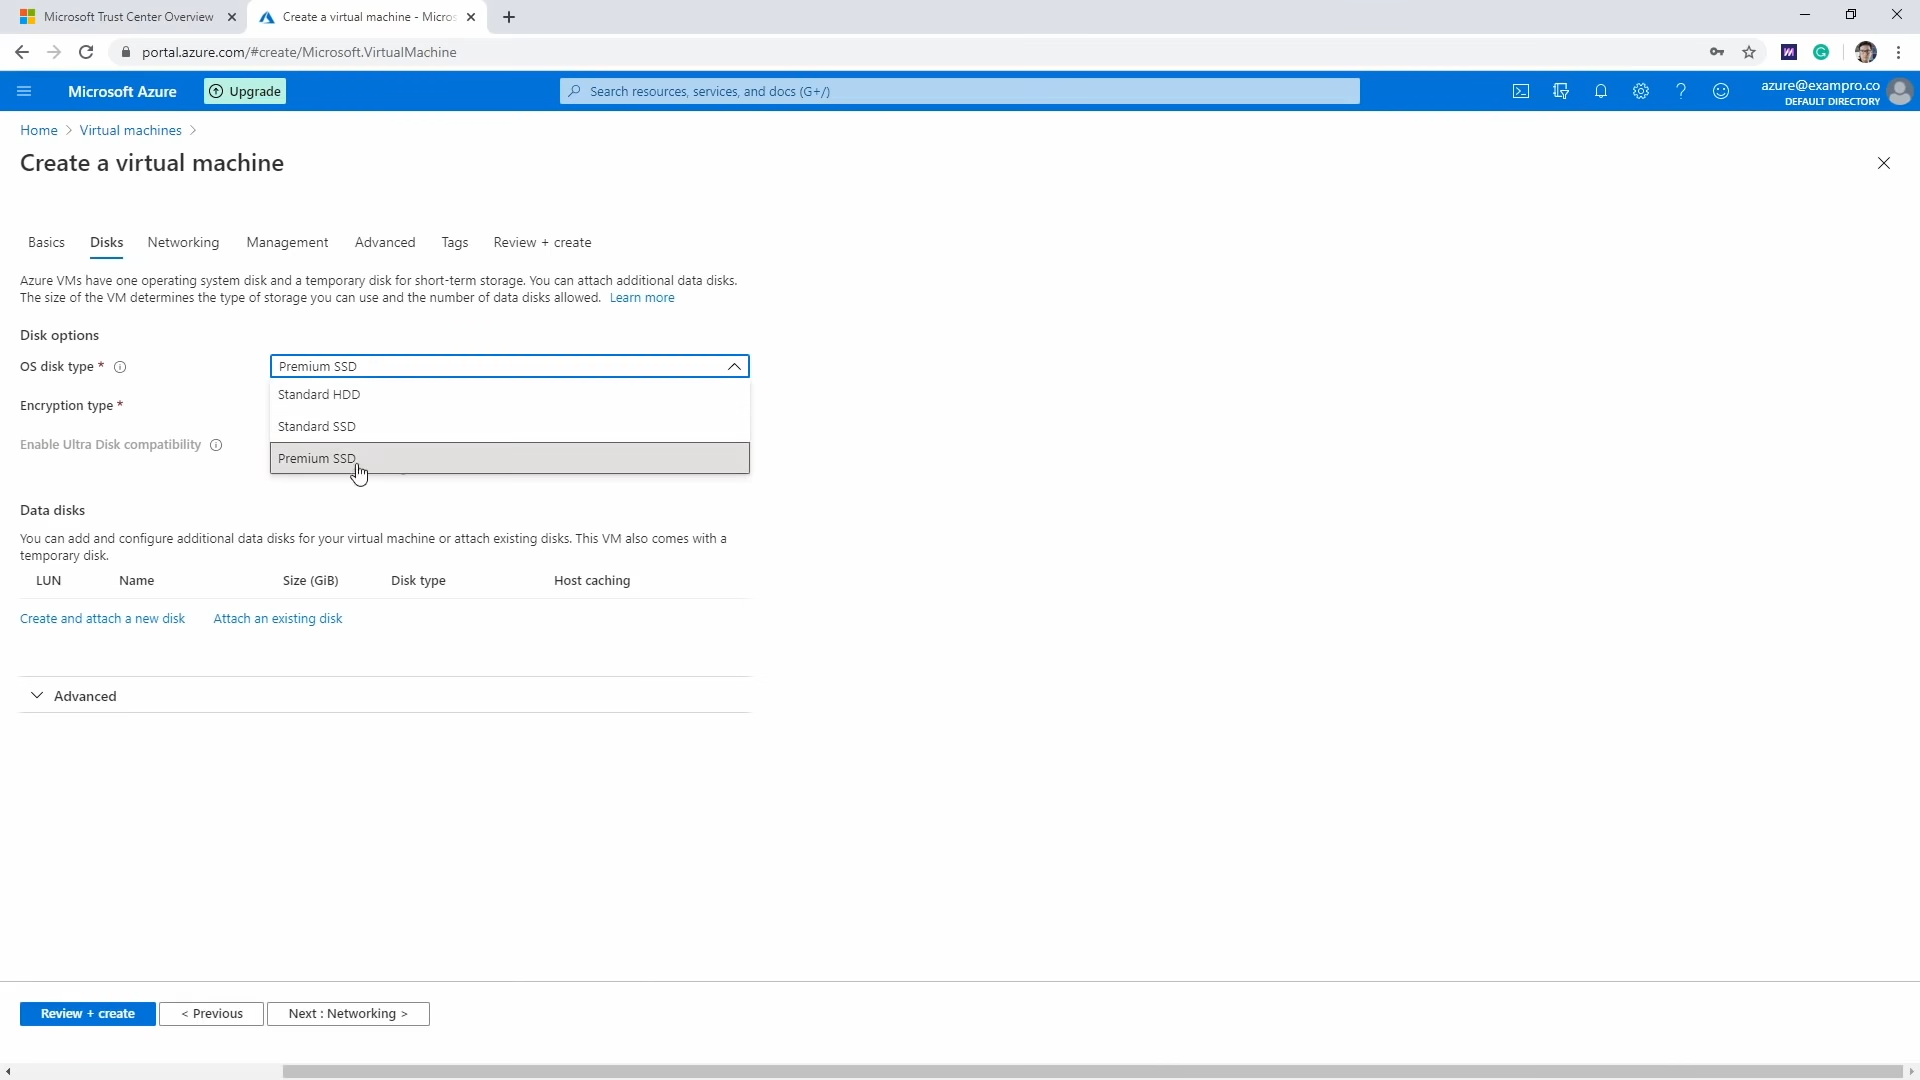 Microsoft Trust Center Overview
Create a virtual machine - Micros
portal.azure.com/#create/Microsoft.VirtualMachine
Microsoft Azure
Upgrade
Search resources, services, and docs (G+/)
azure@exampro.co
DEFAULT DIRECTORY
Home > Virtual machines >
Create a virtual machine
Basics Disks Networking Management Advanced Tags Review + create
Azure VMs have one operating system disk and a temporary disk for short-term storage. You can attach additional data disks.
The size of the VM determines the type of storage you can use and the number of data disks allowed. Learn more
Disk options
OS disk type *
Premium SSD
Standard HDD
Encryption type *
Standard SSD
Enable Ultra Disk compatibility
Premium SSD
Data disks
You can add and configure additional data disks for your virtual machine or attach existing disks. This VM also comes with a
temporary disk.
LUN Name Size (GiB) Disk type Host caching
Create and attach a new disk Attach an existing disk
Advanced
Review + create < Previous Next : Networking >